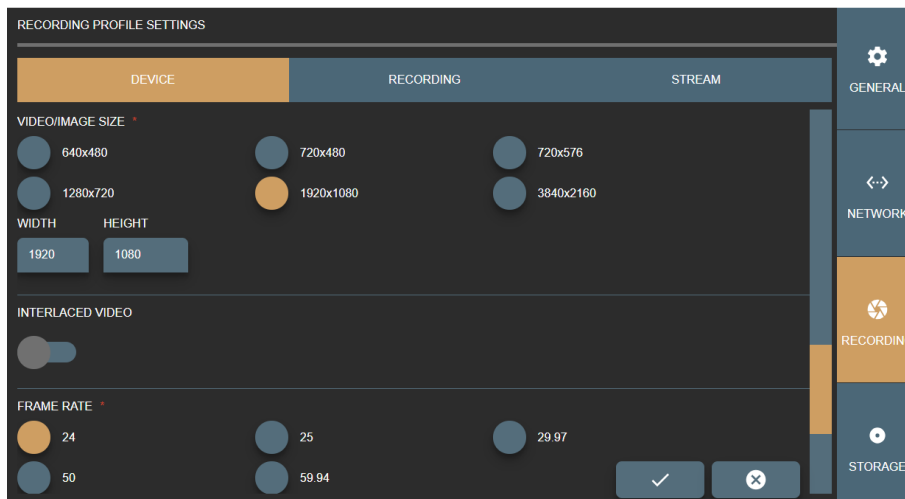 RECORDING PROFILE SETTINGS
DEVICE RECORDING STREAM
GENERAL
VIDEO/IMAGE SIZE *
640x480 720x480 720x576
1280x720 1920x1080 3840x2160
NETWORK
WIDTH HEIGHT
1920 1080
INTERLACED VIDEO
RECORDIN
FRAME RATE *
24 25 29.97
50 59.94
STORAGE